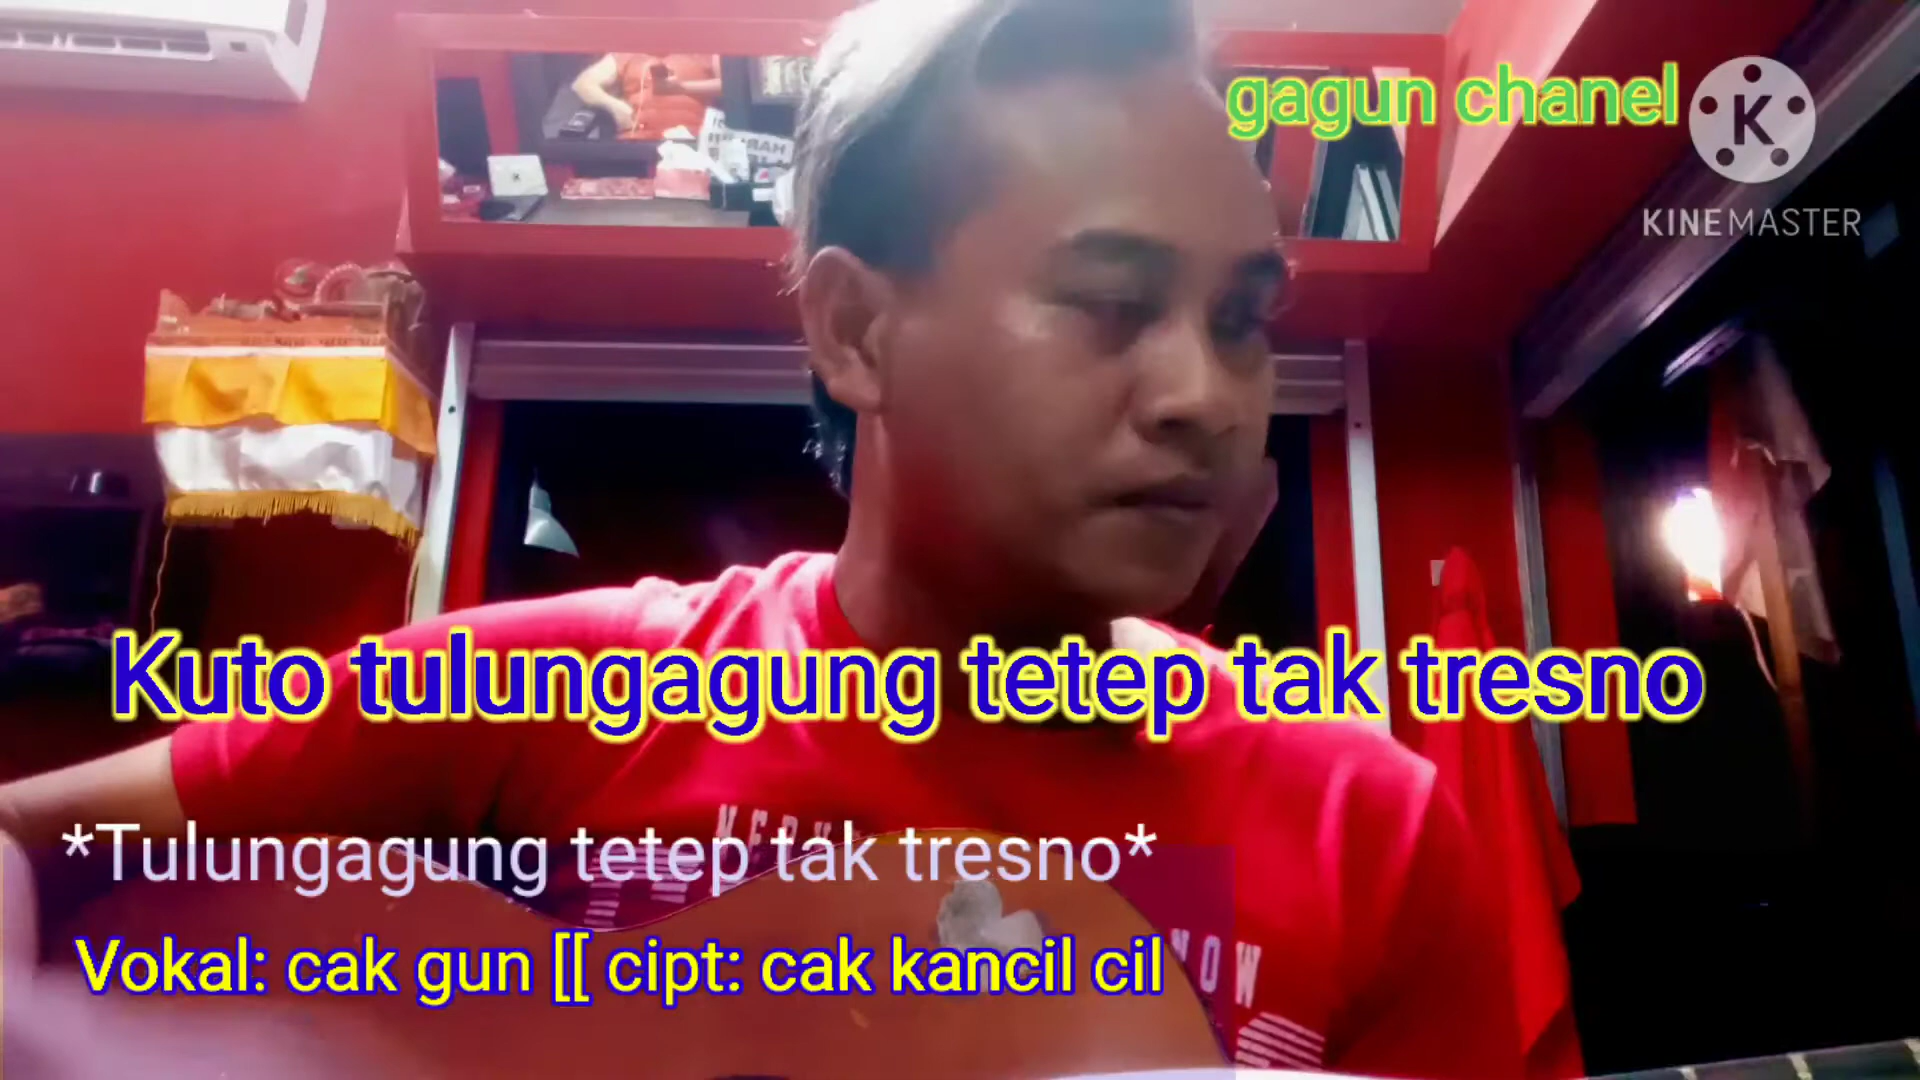 gagun chanel
K
KINEMASTER
Kuto tulungagung tetep tak tresno
*Tulungagung tetep tak tresno*
Vokal: cak gun [[ cipt: cak kancil cil
NOW